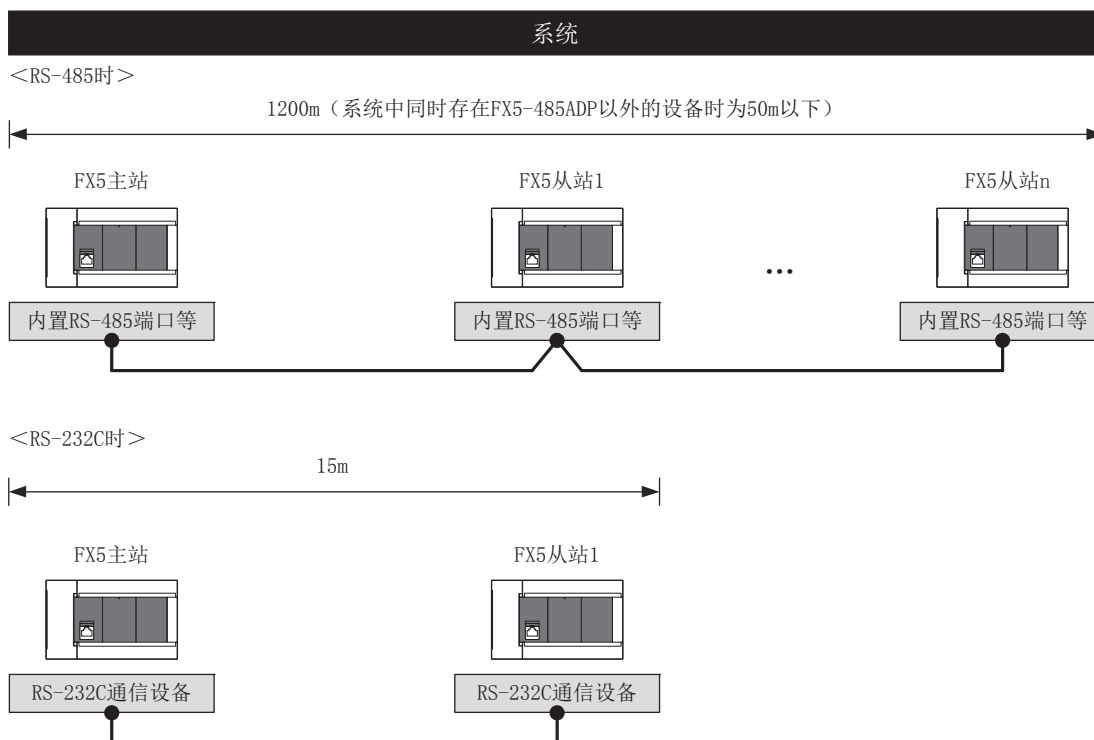 系统
<RS-485时>
1200m（系统中同时存在FX5-485ADP以外的设备时为50m以下）
FX5主站 FX5从站1 FX5从站n
...
内置RS-485端口等 内置RS-485端口等 内置RS-485端口等
<RS-232C时>
15m
FX5主站 FX5从站1
RS-232C通信设备 RS-232C通信设备